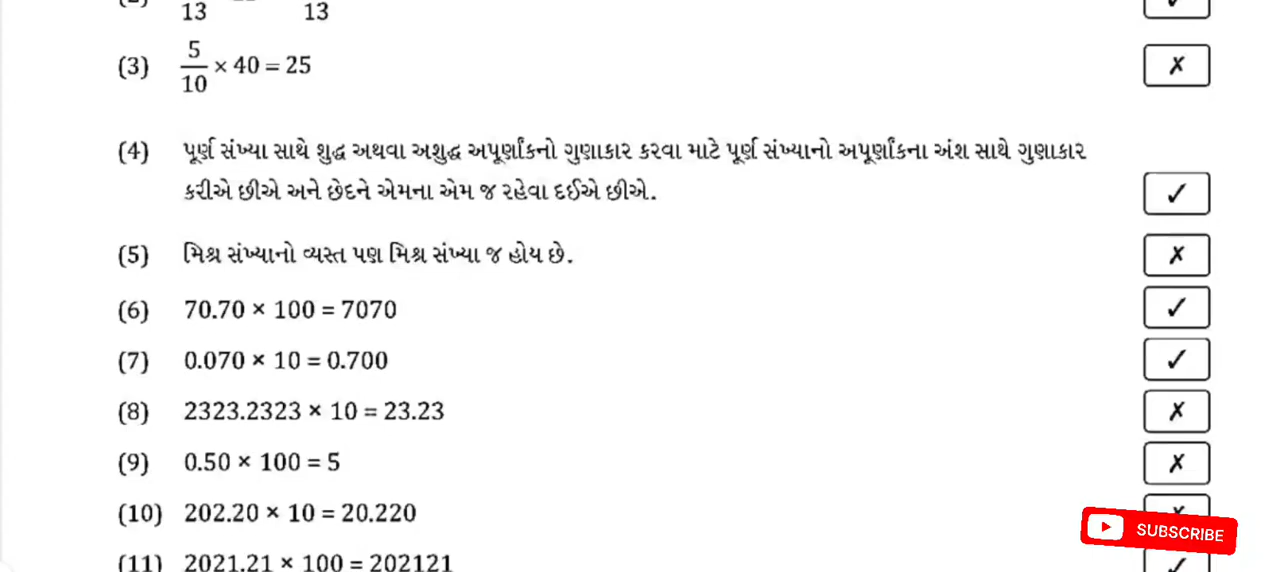 13 13
(3) 5/10 × 40 = 25 ✗
(4) પૂર્ણ સંખ્યા સાથે શુદ્ધ અથવા અશુદ્ધ અપૂર્ણાંકનો ગુણાકાર કરવા માટે પૂર્ણ સંખ્યાનો અપૂર્ણાંકના અંશ સાથે ગુણાકાર
કરીએ છીએ અને છેદને એમના એમ જ રહેવા દઈએ છીએ. ✓
(5) મિશ્ર સંખ્યાનો વ્યસ્ત પણ મિશ્ર સંખ્યા જ હોય છે. ✗
(6) 70.70 × 100 = 7070 ✓
(7) 0.070 × 10 = 0.700 ✓
(8) 2323.2323 × 10 = 23.23 ✗
(9) 0.50 × 100 = 5 ✗
(10) 202.20 × 10 = 20.220
SUBSCRIBE
(11) 2021.21 × 100 = 202121